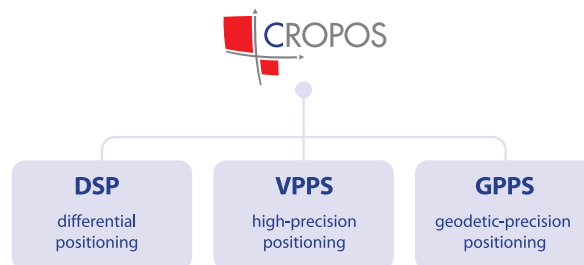 CROPOS
DSP
differential
positioning
VPPS
high-precision
positioning
GPPS
geodetic-precision
positioning